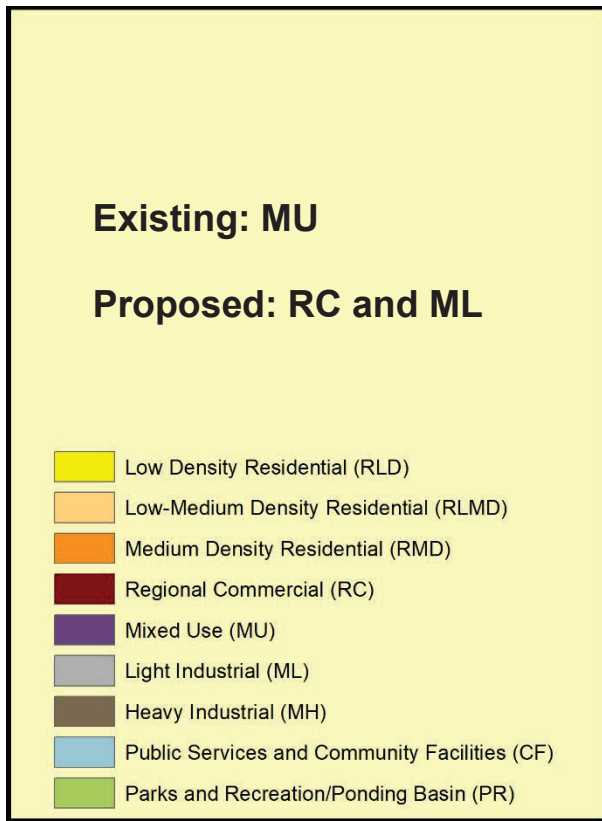 Existing: MU
Proposed: RC and ML
Low Density Residential (RLD)
Low-Medium Density Residential (RLMD)
Medium Density Residential (RMD)
Regional Commercial (RC)
Mixed Use (MU)
Light Industrial (ML)
Heavy Industrial (MH)
Public Services and Community Facilities (CF)
Parks and Recreation/Ponding Basin (PR)